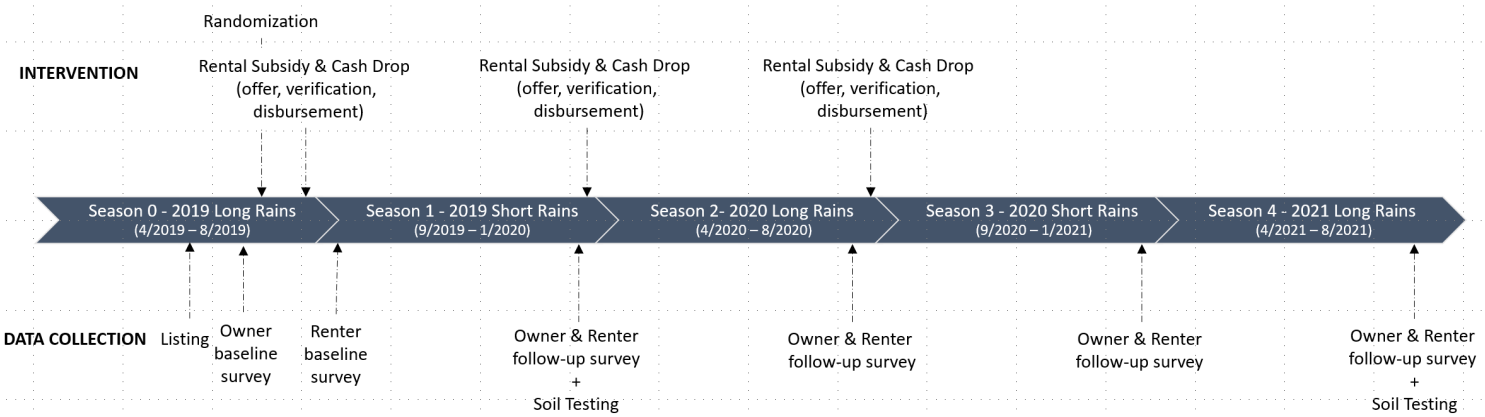 Randomization
INTERVENTION
Rental Subsidy & Cash Drop
(offer, verification,
disbursement)
Rental Subsidy & Cash Drop
(offer, verification,
disbursement)
Rental Subsidy & Cash Drop
(offer, verification,
disbursement)
Season 0 - 2019 Long Rains
(4/2019 – 8/2019)
Season 1 - 2019 Short Rains
(9/2019 – 1/2020)
Season 2- 2020 Long Rains
(4/2020 – 8/2020)
Season 3 - 2020 Short Rains
(9/2020 – 1/2021)
Season 4 - 2021 Long Rains
(4/2021 – 8/2021)
DATA COLLECTION
Listing
Owner
baseline
survey
Renter
baseline
survey
Owner & Renter
follow-up survey
+
Soil Testing
Owner & Renter
follow-up survey
Owner & Renter
follow-up survey
Owner & Renter
follow-up survey
+
Soil Testing